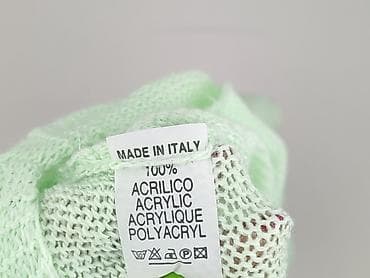 MADE IN ITALY
100%
ACRILICO
ACRYLIC
ACRYLIQUE
POLYACRYL